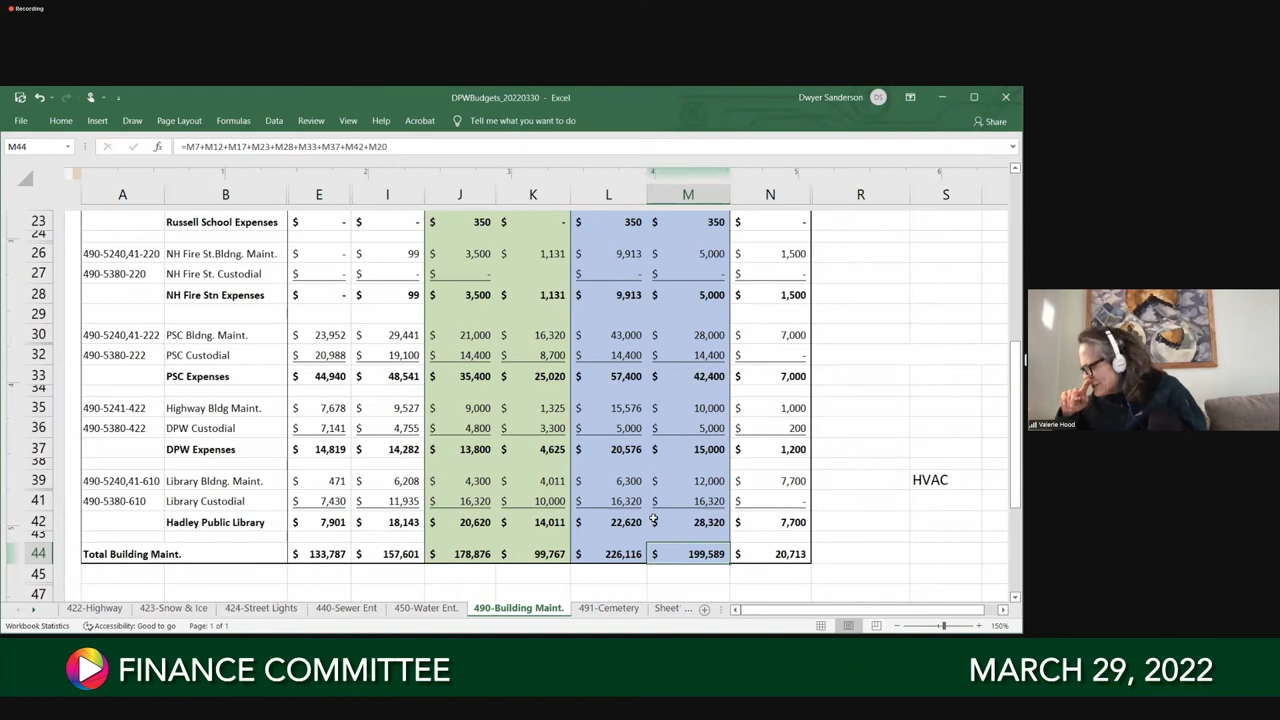 Recording
DPWBudgets_20220330 - Excel
Dwyer Sanderson DS
File Home Insert Draw Page Layout Formulas Data Review View Help Acrobat Tell me what you want to do Share
M44 fx =M7+M12+M17+M23+M28+M33+M37+M42+M20
1 2 3 4 5 6
A B E I J K L M N R S
23 Russell School Expenses $ - $ - $ 350 $ - $ 350 $ 350 $ -
24
26 490-5240,41-220 NH Fire St.Bldng. Maint. $ - $ 99 $ 3,500 $ 1,131 $ 9,913 $ 5,000 $ 1,500
27 490-5380-220 NH Fire St. Custodial $ - $ - $ - $ - $ - $ -
28 NH Fire Stn Expenses $ - $ 99 $ 3,500 $ 1,131 $ 9,913 $ 5,000 $ 1,500
29
30 490-5240,41-222 PSC Bldng. Maint. $ 23,952 $ 29,441 $ 21,000 $ 16,320 $ 43,000 $ 28,000 $ 7,000
32 490-5380-222 PSC Custodial $ 20,988 $ 19,100 $ 14,400 $ 8,700 $ 14,400 $ 14,400 $ -
33 PSC Expenses $ 44,940 $ 48,541 $ 35,400 $ 25,020 $ 57,400 $ 42,400 $ 7,000
34
35 490-5241-422 Highway Bldg Maint. $ 7,678 $ 9,527 $ 9,000 $ 1,325 $ 15,576 $ 10,000 $ 1,000
36 490-5380-422 DPW Custodial $ 7,141 $ 4,755 $ 4,800 $ 3,300 $ 5,000 $ 5,000 $ 200
37 DPW Expenses $ 14,819 $ 14,282 $ 13,800 $ 4,625 $ 20,576 $ 15,000 $ 1,200
38
39 490-5241,41-610 Library Bldng. Maint. $ 471 $ 6,208 $ 4,300 $ 4,011 $ 6,300 $ 12,000 $ 7,700 HVAC
41 490-5380-610 Library Custodial $ 7,430 $ 11,935 $ 16,320 $ 10,000 $ 16,320 $ 16,320 $ -
42 Hadley Public Library $ 7,901 $ 18,143 $ 20,620 $ 14,011 $ 22,620 $ 28,320 $ 7,700
43
44 Total Building Maint. $ 133,787 $ 157,601 $ 178,876 $ 99,767 $ 226,116 $ 199,589 $ 20,713
45
47
422-Highway 423-Snow & Ice 424-Street Lights 440-Sewer Ent 450-Water Ent. 490-Building Maint. 491-Cemetery Sheet ...
Workbook Statistics Accessibility: Good to go Page: 1 of 1 150%
Valerie Hood
FINANCE COMMITTEE MARCH 29, 2022